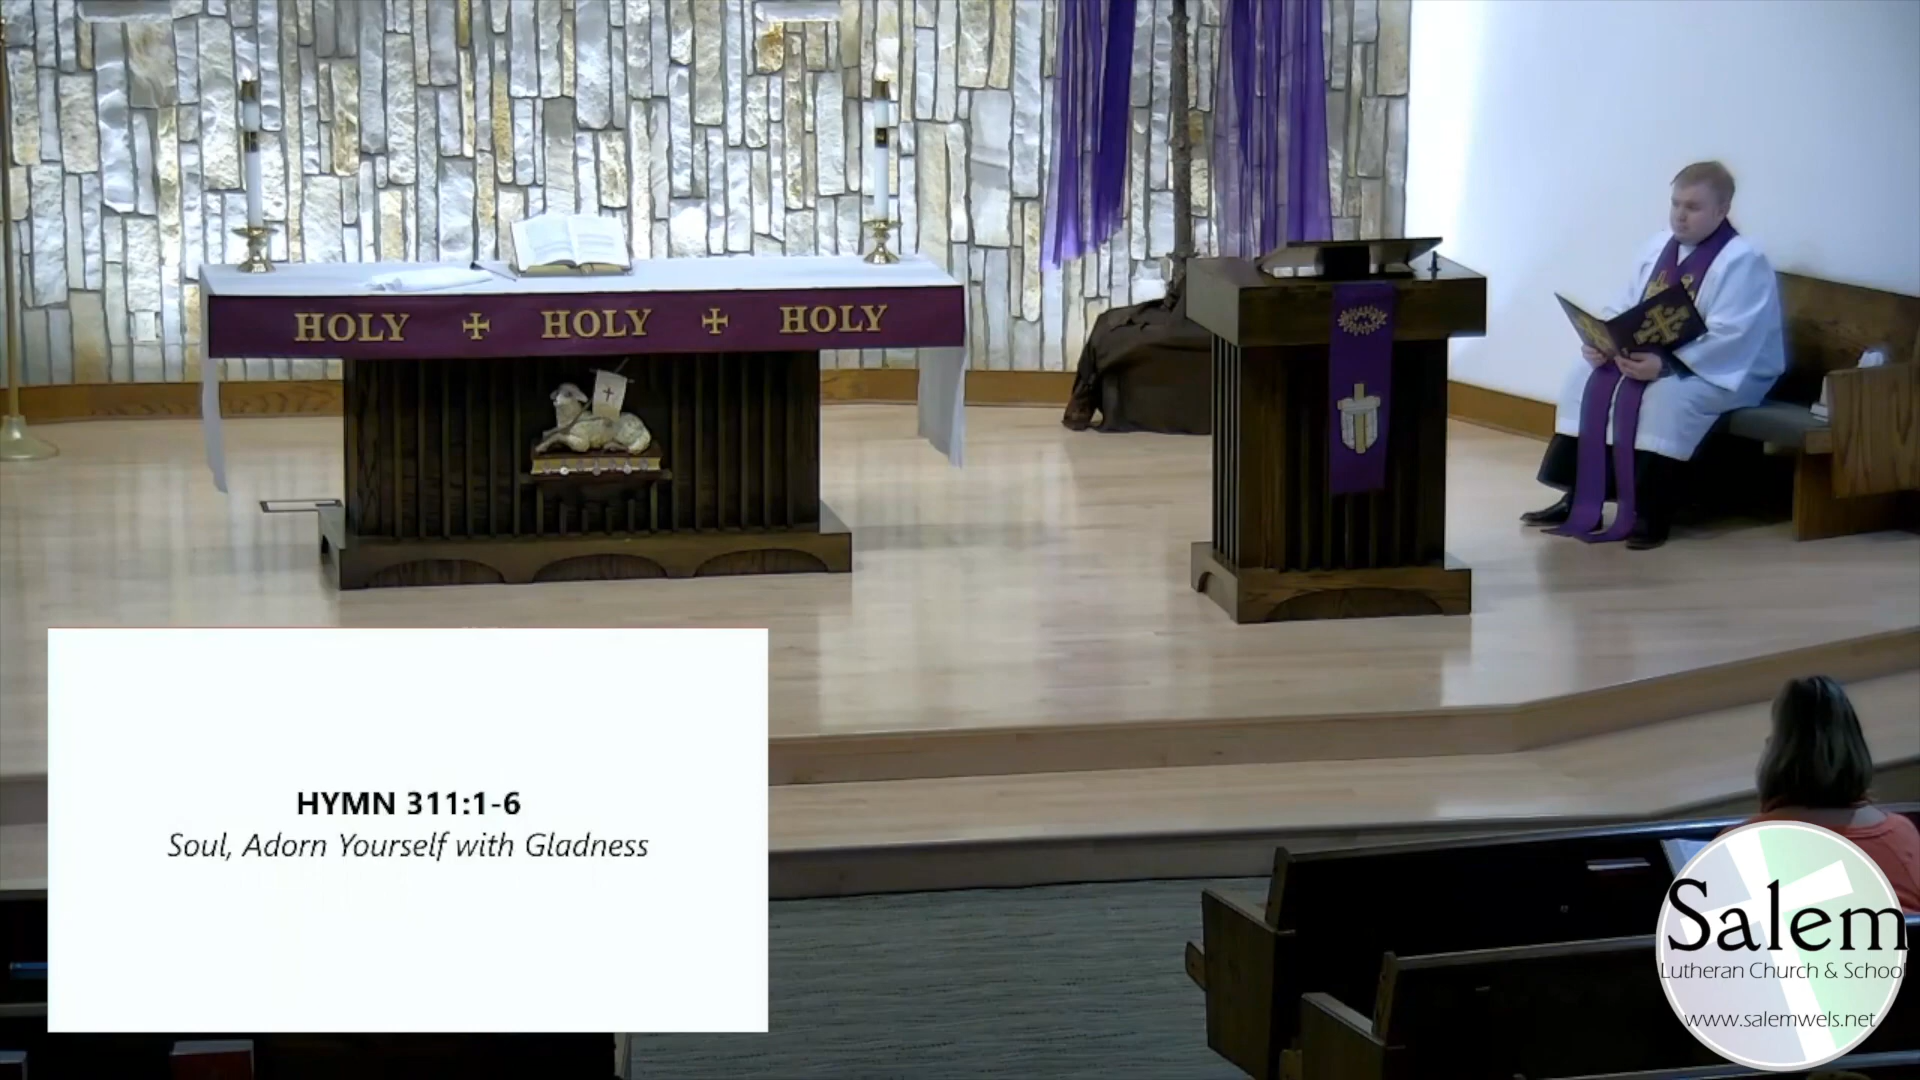 HOLY ✠ HOLY ✠ HOLY
HYMN 311:1-6
Soul, Adorn Yourself with Gladness
Salem
Lutheran Church & School
www.salemwels.net